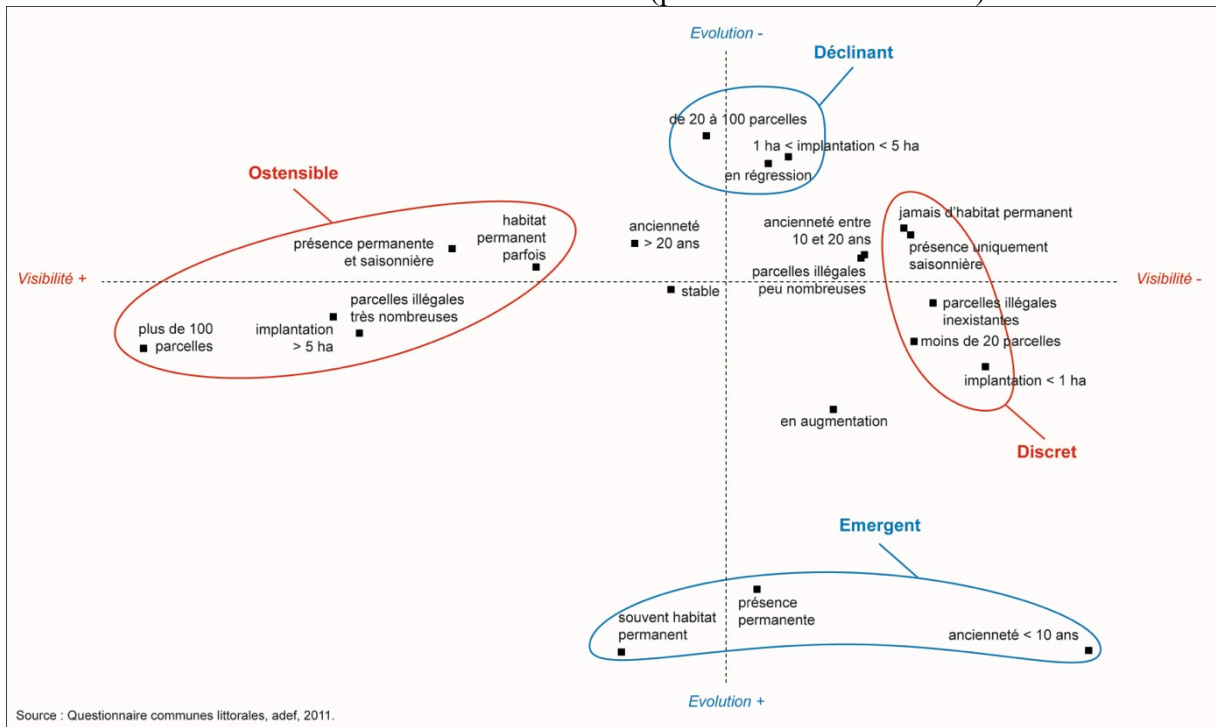 (p
Evolution -
Déclinant
de 20 à 100 parcelles
1 ha < implantation < 5 ha
en régression
Ostensible
habitat
permanent
parfois
présence permanente
et saisonnière
ancienneté
> 20 ans
ancienneté entre
10 et 20 ans
jamais d'habitat permanent
présence uniquement
saisonnière
Visibilité +
Visibilité -
stable
parcelles illégales
peu nombreuses
parcelles illégales
très nombreuses
parcelles illégales
inexistantes
plus de 100
parcelles
implantation
> 5 ha
moins de 20 parcelles
implantation < 1 ha
en augmentation
Discret
Emergent
souvent habitat
permanent
présence
permanente
ancienneté < 10 ans
Evolution +
Source : Questionnaire communes littorales, adef, 2011.